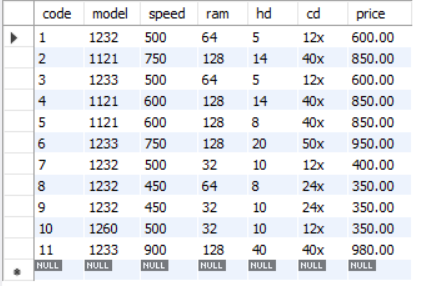 code model speed ram hd cd price
1 1232 500 64 5 12x 600.00
2 1121 750 128 14 40x 850.00
3 1233 500 64 5 12x 600.00
4 1121 600 128 14 40x 850.00
5 1121 600 128 8 40x 850.00
6 1233 750 128 20 50x 950.00
7 1232 500 32 10 12x 400.00
8 1232 450 64 8 24x 350.00
9 1232 450 32 10 24x 350.00
10 1260 500 32 10 12x 350.00
11 1233 900 128 40 40x 980.00
NULL NULL NULL NULL NULL NULL NULL